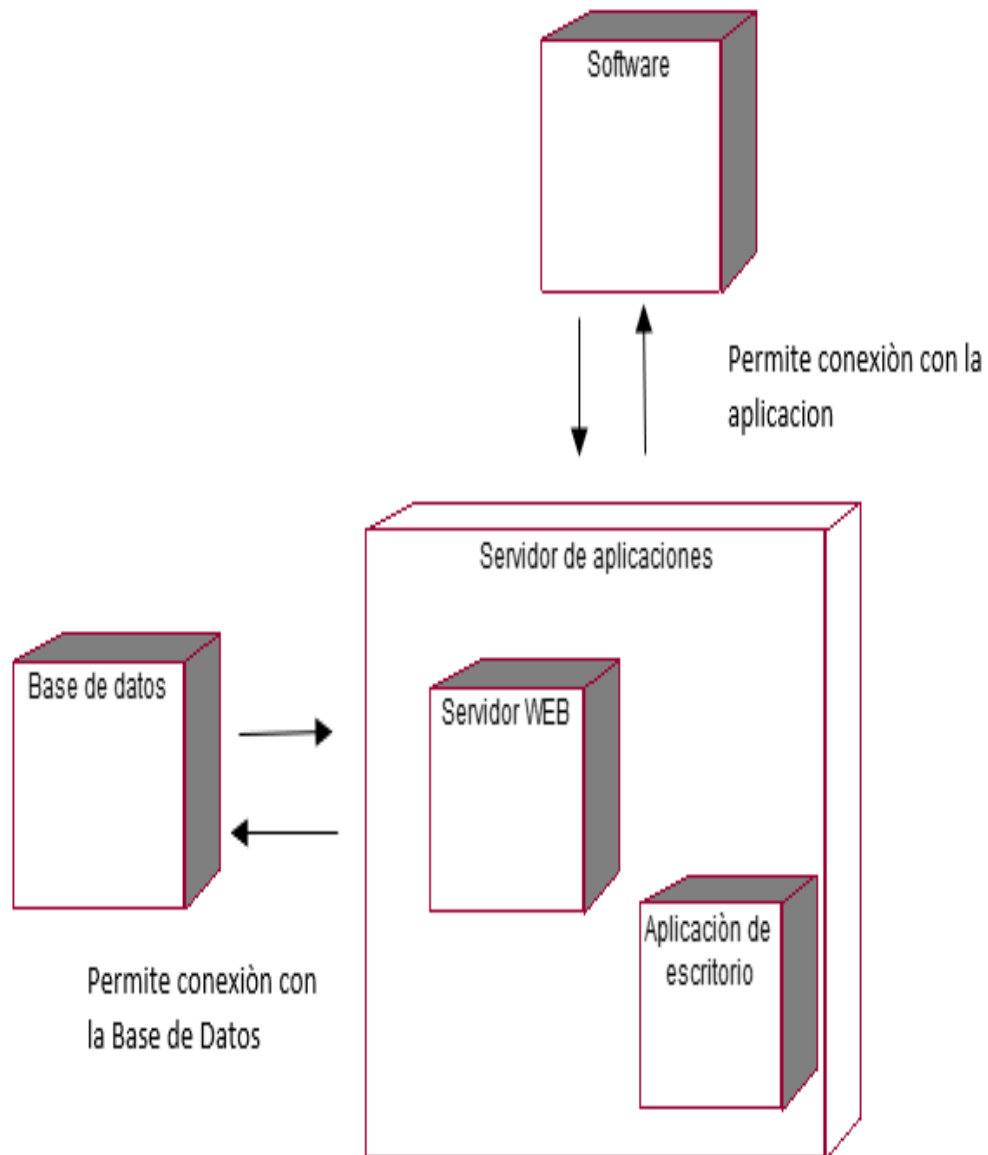 Software
Permite conexiòn con la
aplicacion
Servidor de aplicaciones
Base de datos
Servidor WEB
Aplicaciòn de
escritorio
Permite conexiòn con
la Base de Datos